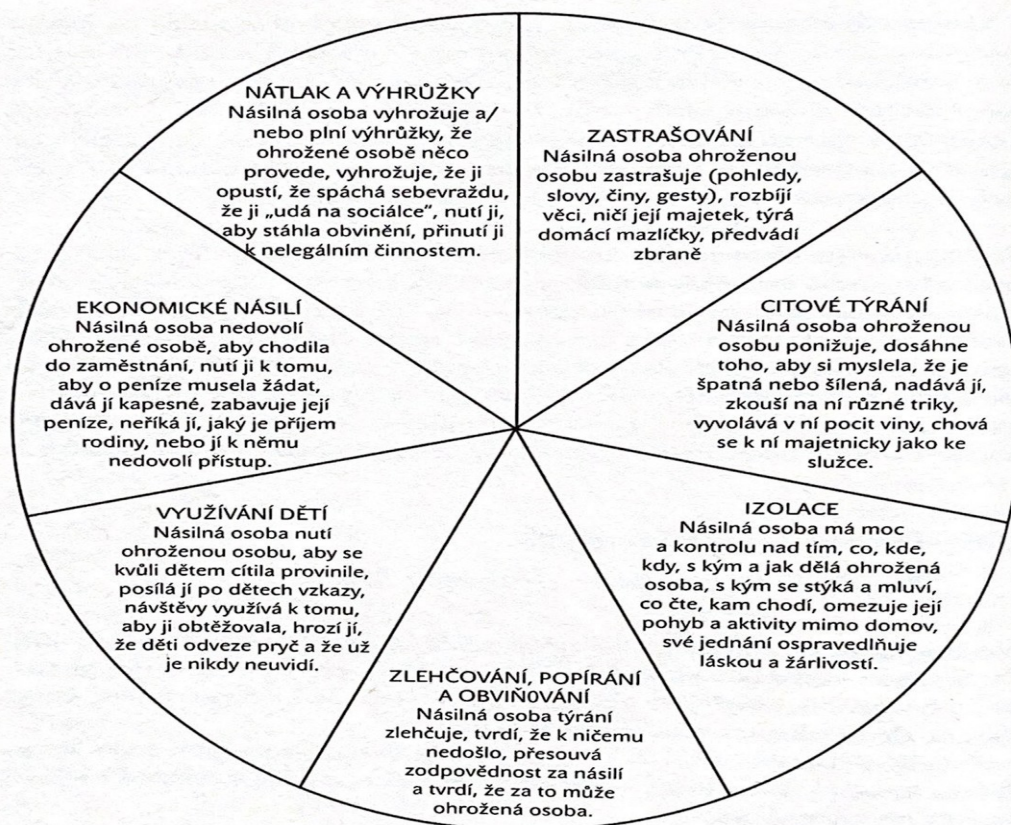 NÁTLAK A VÝHRŮŽKY
Násilná osoba vyhrožuje a/
nebo plní výhrůžky, že
ohrožené osobě něco
provede, vyhrožuje, že ji
opustí, že spáchá sebevraždu,
že ji „udá na sociálce“, nutí ji,
aby stáhla obvinění, přinutí ji
k nelegálním činnostem.
ZASTRAŠOVÁNÍ
Násilná osoba ohroženou
osobu zastrašuje (pohledy,
slovy, činy, gesty), rozbíjí
věci, ničí její majetek, týrá
domácí mazlíčky, předvádí
zbraně
CITOVÉ TÝRÁNÍ
Násilná osoba ohroženou
osobu ponižuje, dosáhne
toho, aby si myslela, že je
špatná nebo šílená, nadává jí,
zkouší na ní různé triky,
vyvolává v ní pocit viny, chová
se k ní majetnicky jako ke
služce.
IZOLACE
Násilná osoba má moc
a kontrolu nad tím, co, kde,
kdy, s kým a jak dělá ohrožená
osoba, s kým se stýká a mluví,
co čte, kam chodí, omezuje její
pohyb a aktivity mimo domov,
své jednání ospravedlňuje
láskou a žárlivostí.
ZLEHČOVÁNÍ, POPÍRÁNÍ
A OBVIŇOVÁNÍ
Násilná osoba týrání
zlehčuje, tvrdí, že k ničemu
nedošlo, přesouvá
zodpovědnost za násilí
a tvrdí, že za to může
ohrožená osoba.
VYUŽÍVÁNÍ DĚTÍ
Násilná osoba nutí
ohroženou osobu, aby se
kvůli dětem cítila provinile,
posílá jí po dětech vzkazy,
návštěvy využívá k tomu,
aby ji obtěžovala, hrozí jí,
že děti odveze pryč a že už
je nikdy neuvidí.
EKONOMICKÉ NÁSILÍ
Násilná osoba nedovolí
ohrožené osobě, aby chodila
do zaměstnání, nutí ji k tomu,
aby o peníze musela žádat,
dává jí kapesné, zabavuje její
peníze, neříká jí, jaký je příjem
rodiny, nebo jí k němu
nedovolí přístup.